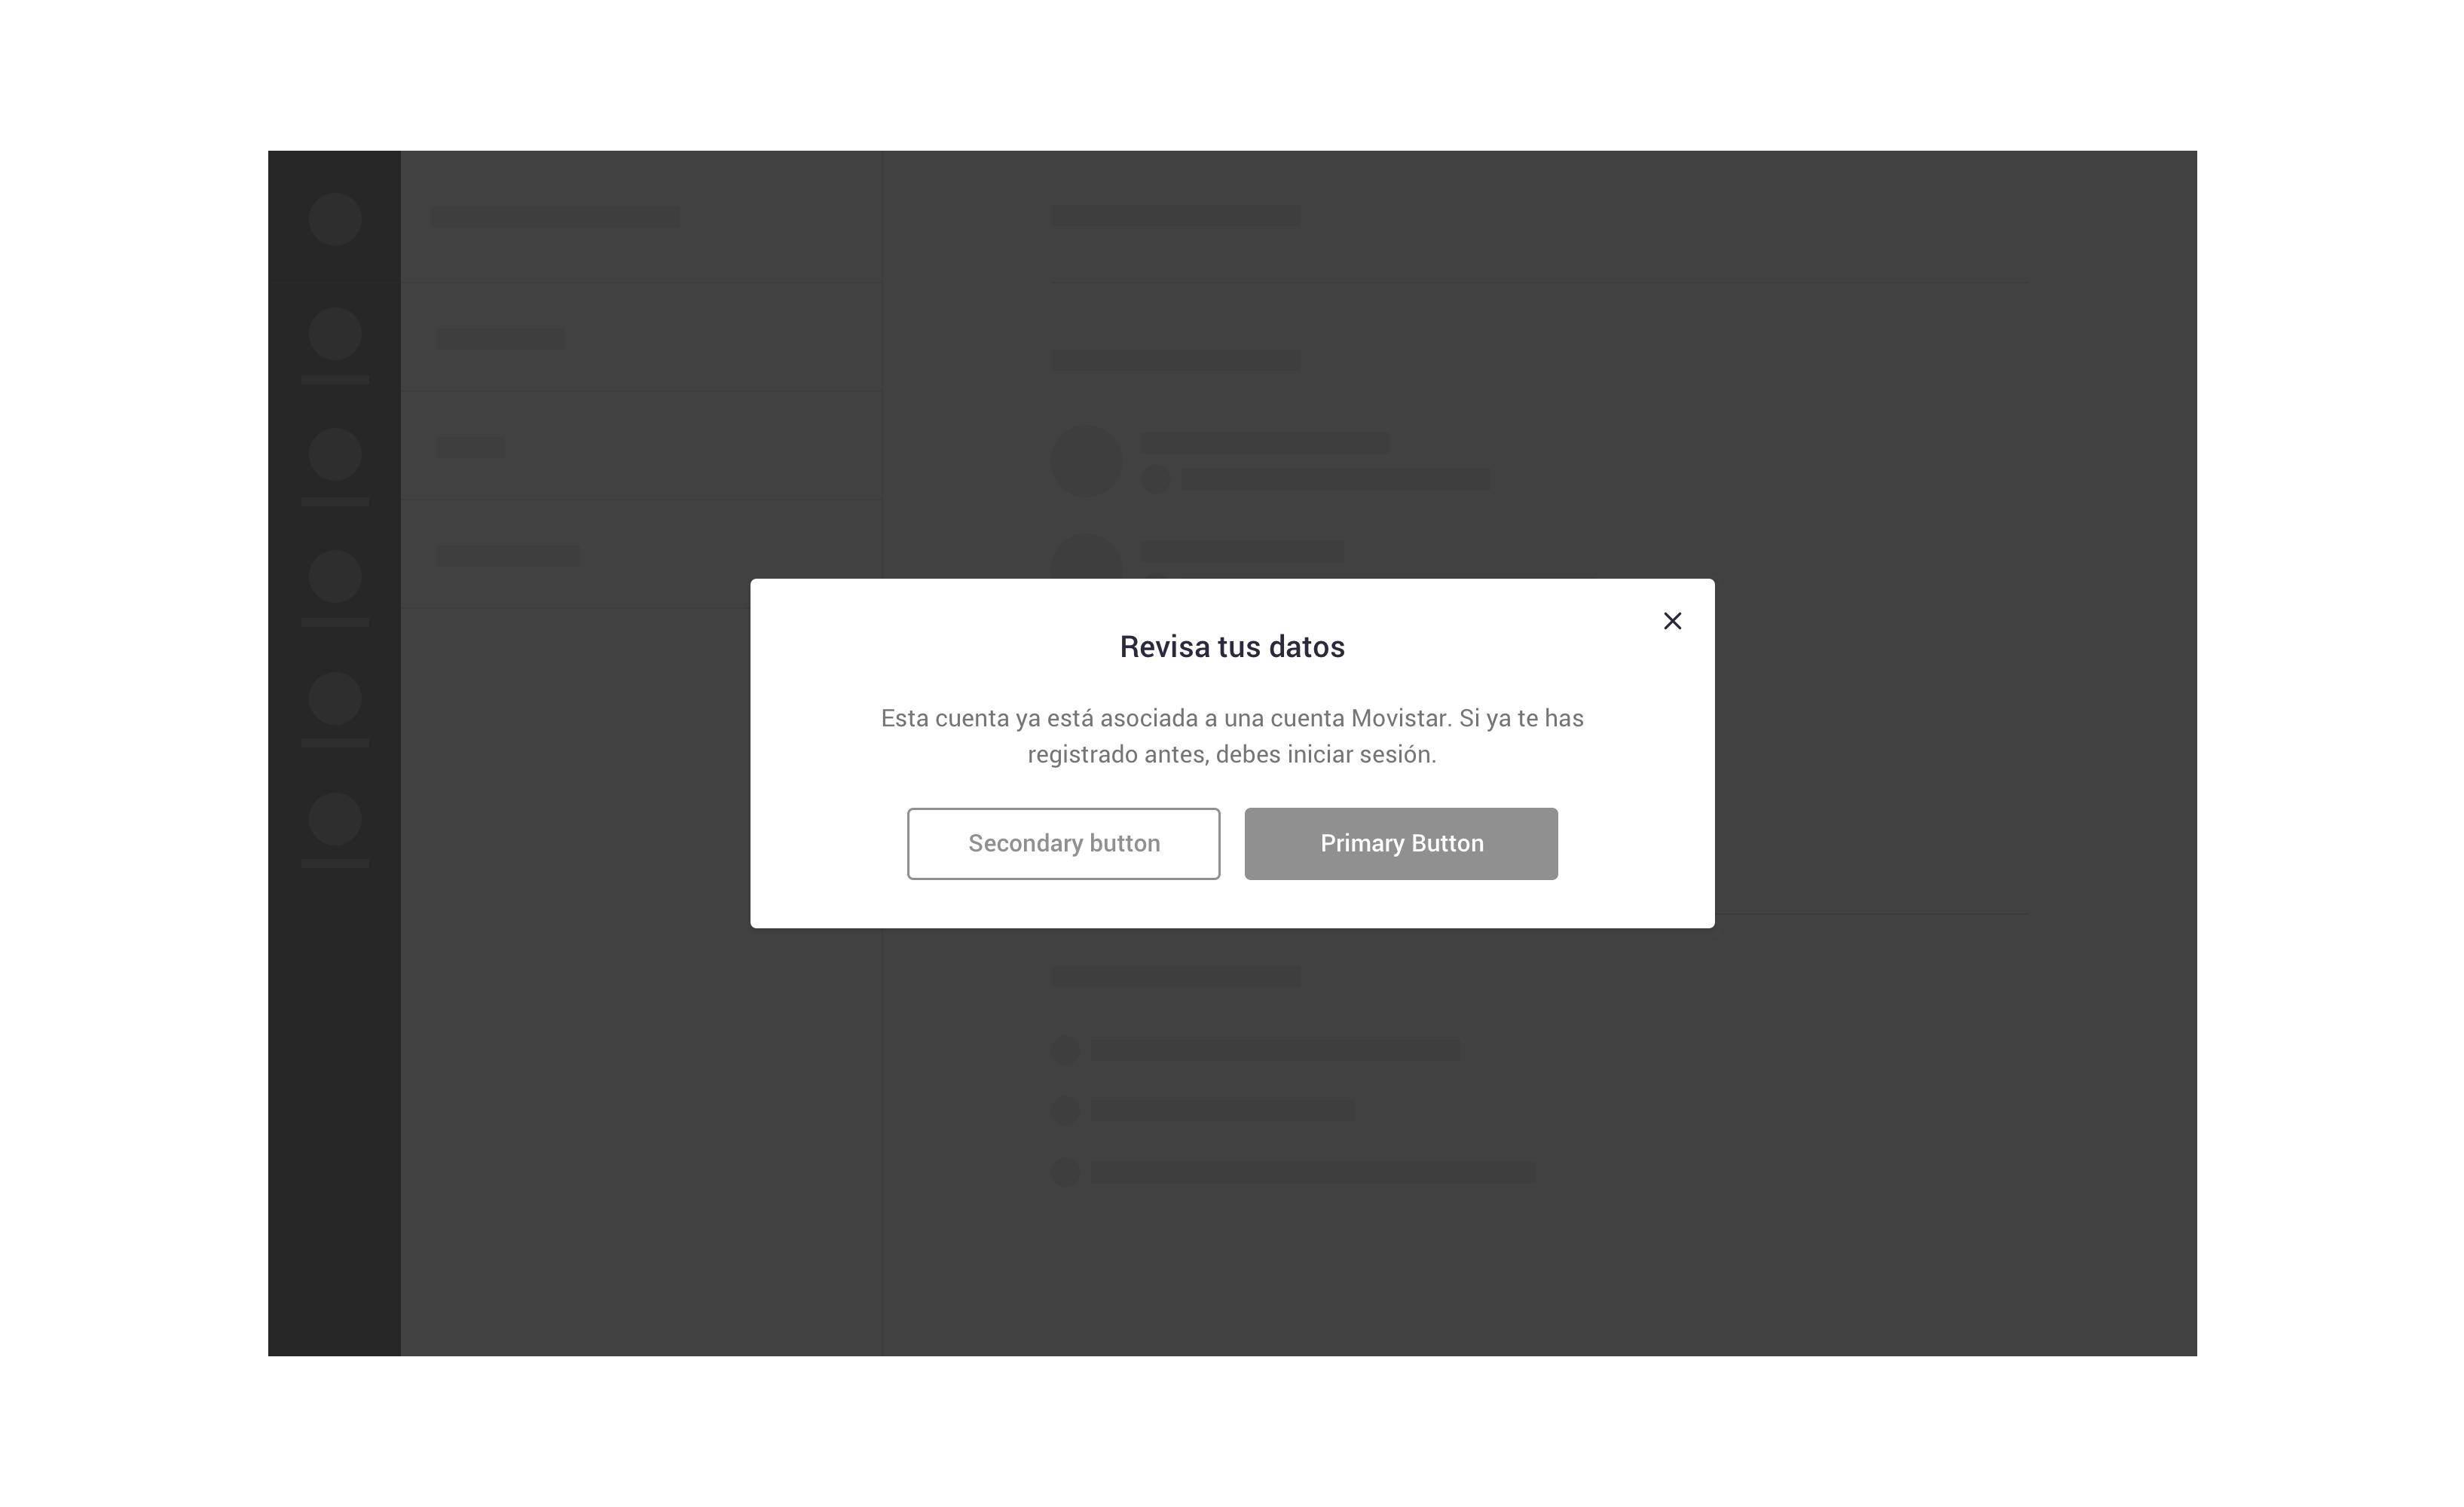 Revisa tus datos
Esta cuenta ya está asociada a una cuenta Movistar. Si ya te has
registrado antes, debes iniciar sesión.
Secondary button
Primary Button